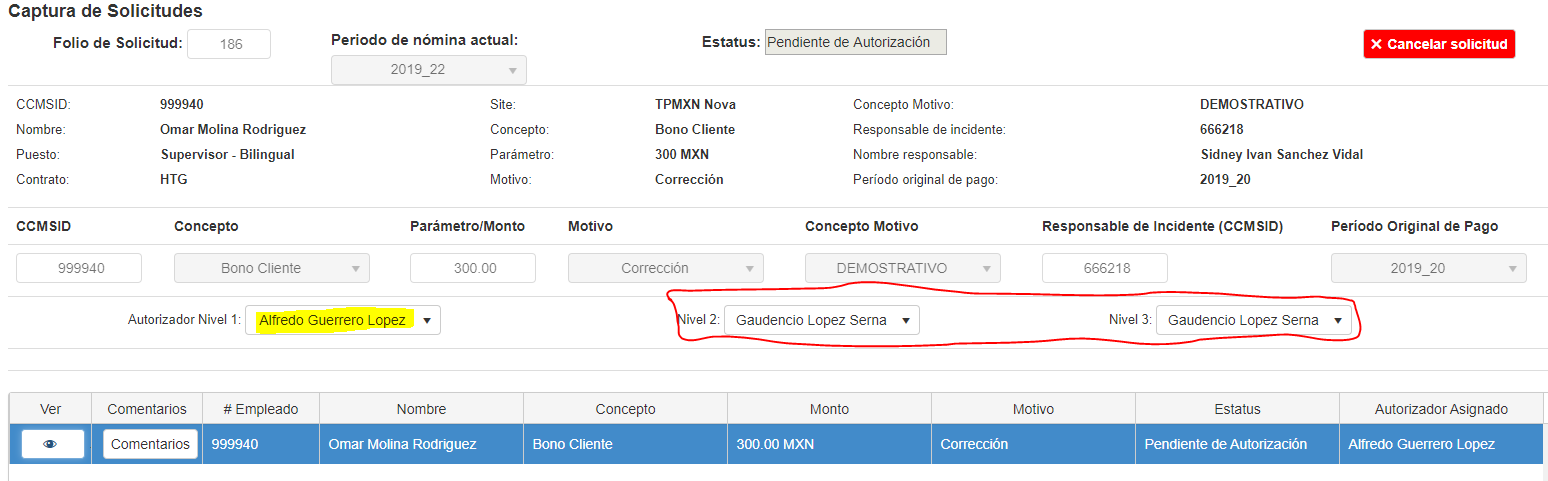 Captura de Solicitudes
Folio de Solicitud: 186 Periodo de nómina actual: 2019_22 Estatus: Pendiente de Autorización Cancelar solicitud
CCMSID: 999940 Site: TPMXN Nova Concepto Motivo: DEMOSTRATIVO
Nombre: Omar Molina Rodriguez Concepto: Bono Cliente Responsable de incidente: 666218
Puesto: Supervisor - Bilingual Parámetro: 300 MXN Nombre responsable: Sidney Ivan Sanchez Vidal
Contrato: HTG Motivo: Corrección Período original de pago: 2019_20
CCMSID Concepto Parámetro/Monto Motivo Concepto Motivo Responsable de Incidente (CCMSID) Período Original de Pago
999940 Bono Cliente 300.00 Corrección DEMOSTRATIVO 666218 2019_20
Autorizador Nivel 1: Alfredo Guerrero Lopez Nivel 2: Gaudencio Lopez Serna Nivel 3: Gaudencio Lopez Serna
Ver Comentarios # Empleado Nombre Concepto Monto Motivo Estatus Autorizador Asignado
Comentarios 999940 Omar Molina Rodriguez Bono Cliente 300.00 MXN Corrección Pendiente de Autorización Alfredo Guerrero Lopez